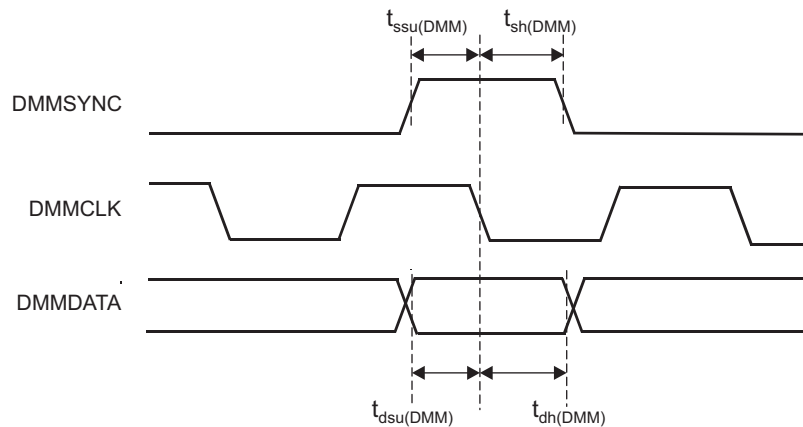 tssu(DMM) tsh(DMM)
DMMSYNC
DMMCLK
DMMDATA
tdsu(DMM) tdh(DMM)